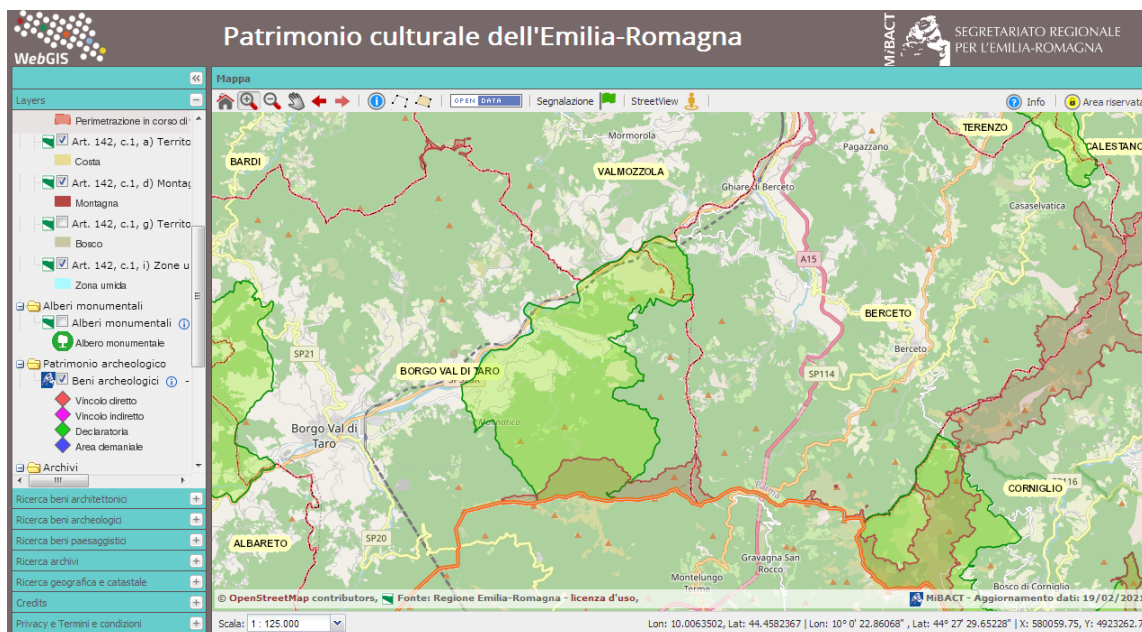 WebGIS
Patrimonio culturale dell'Emilia-Romagna
MiBACT
SEGRETARIATO REGIONALE
PER L'EMILIA-ROMAGNA
Mappa
Layers
OPEN DATA
Segnalazione
StreetView
Info
Area riservata
Perimetrazione in corso di
Art. 142, c.1, a) Territo
Costa
Art. 142, c.1, d) Montag
Montagna
Art. 142, c.1, g) Territo
Bosco
Art. 142, c.1, i) Zone u
Zona umida
Alberi monumentali
Alberi monumentali
Albero monumentale
Patrimonio archeologico
Beni archeologici -
Vincolo diretto
Vincolo indiretto
Declaratoria
Area demaniale
Archivi
Ricerca beni architettonici
Ricerca beni archeologici
Ricerca beni paesaggistici
Ricerca archivi
Ricerca geografica e catastale
Credits
Privacy e Termini e condizioni
Mormorola
Pagazzano
TERENZO
CALESTANO
BARDI
VALMOZZOLA
Ghiare di Berceto
Casaselvatica
A15
BERCETO
Berceto
SP21
BORGO VAL DI TARO
SP114
Borgo Val di
Taro
CORNIGLIO
SP116
ALBARETO
SP20
Gravagna San
Rocco
Montelungo
Terme
Bosco di Corniglio
© OpenStreetMap contributors, Fonte: Regione Emilia-Romagna - licenza d'uso,
MiBACT - Aggiornamento dati: 19/02/2021
Scala: 1 : 125.000
Lon: 10.0063502, Lat: 44.4582367 | Lon: 10° 0' 22.86068" , Lat: 44° 27' 29.65228" | X: 580059.75, Y: 4923262.7